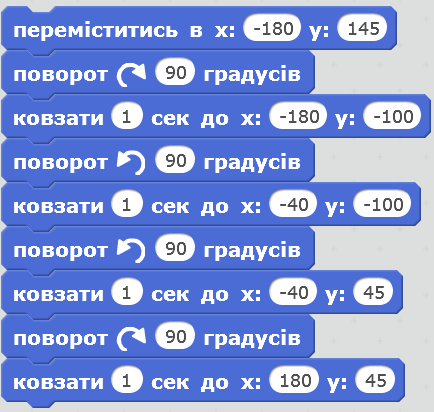 переміститись в x: -180 y: 145
поворот 90 градусів
ковзати 1 сек до x: -180 y: -100
поворот 90 градусів
ковзати 1 сек до x: -40 y: -100
поворот 90 градусів
ковзати 1 сек до x: -40 y: 45
поворот 90 градусів
ковзати 1 сек до x: 180 y: 45